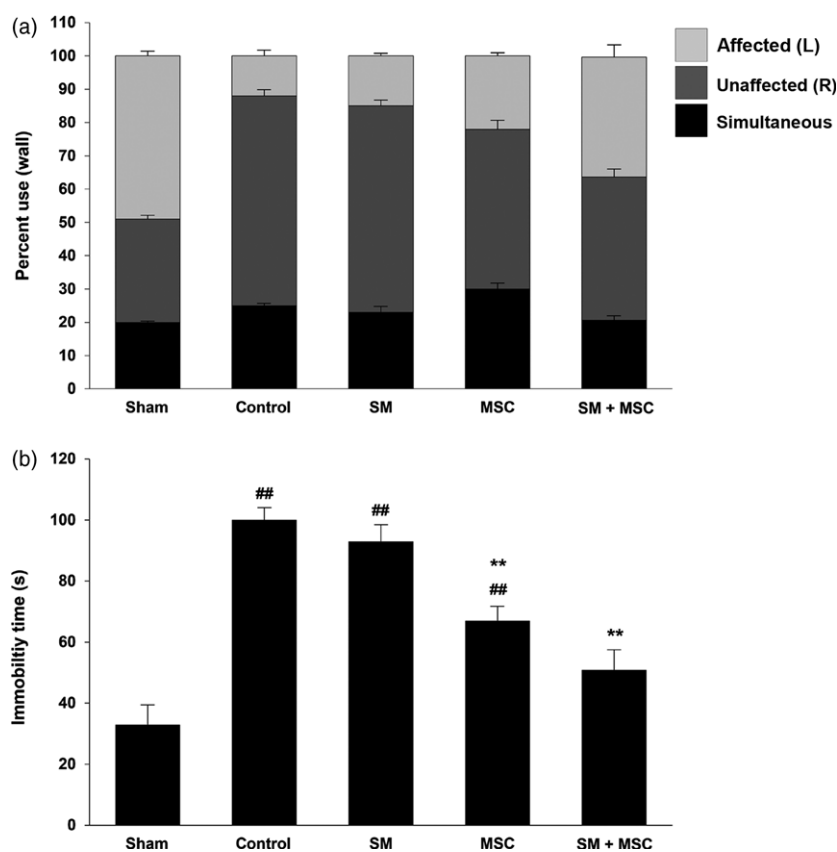 (a)
110
100
90
80
70
60
50
40
30
20
10
0
Percent use (wall)
Sham Control SM MSC SM + MSC
Affected (L)
Unaffected (R)
Simultaneous
(b)
120
100
80
60
40
20
0
Immobiltiy time (s)
##
##
**
##
**
Sham Control SM MSC SM + MSC